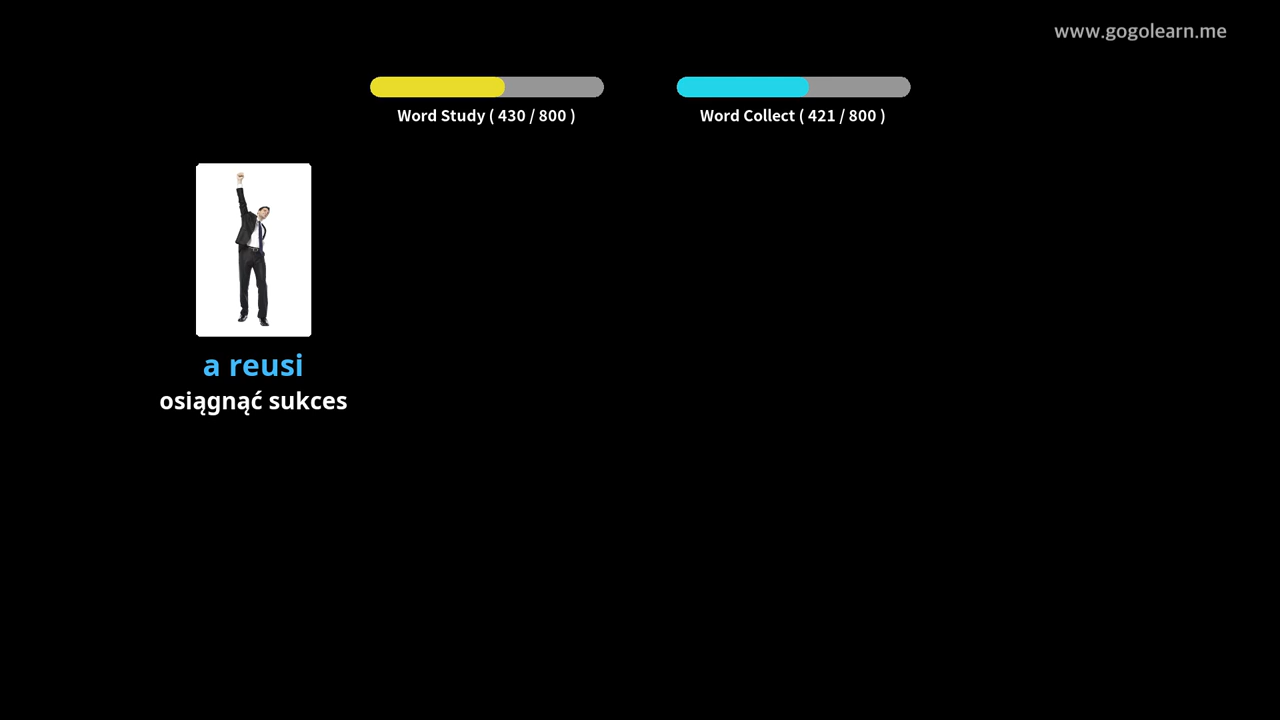 www.gogolearn.me
Word Study ( 430 / 800 )
Word Collect ( 421 / 800 )
a reusi
osiągnąć sukces